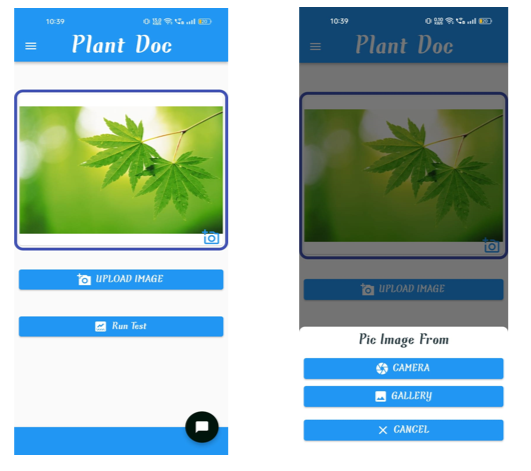 10:39
Plant Doc
UPLOAD IMAGE
Run Test
10:39
Plant Doc
UPLOAD IMAGE
Pic Image From
CAMERA
GALLERY
CANCEL